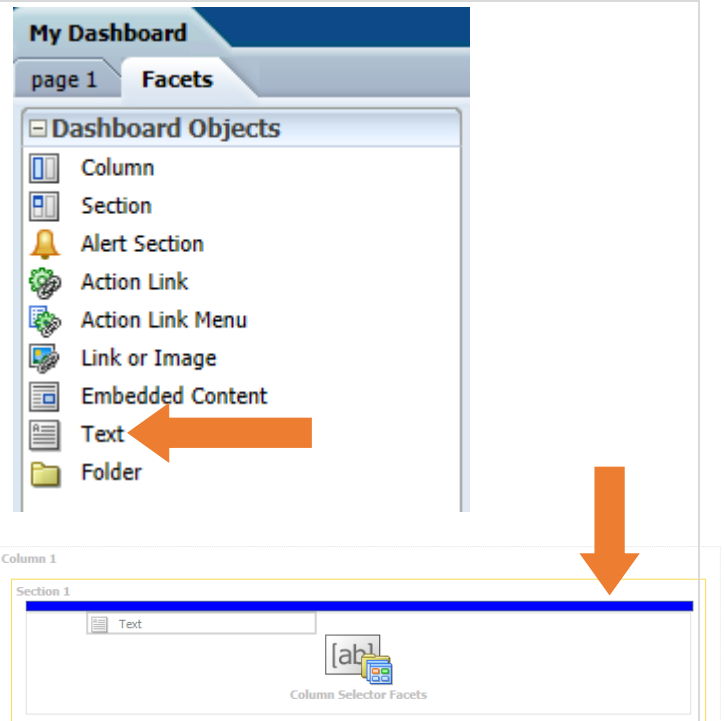 My Dashboard
page 1 Facets
Dashboard Objects
Column
Section
Alert Section
Action Link
Action Link Menu
Link or Image
Embedded Content
Text
Folder
Column 1
Section 1
Text
[ab]
Column Selector Facets